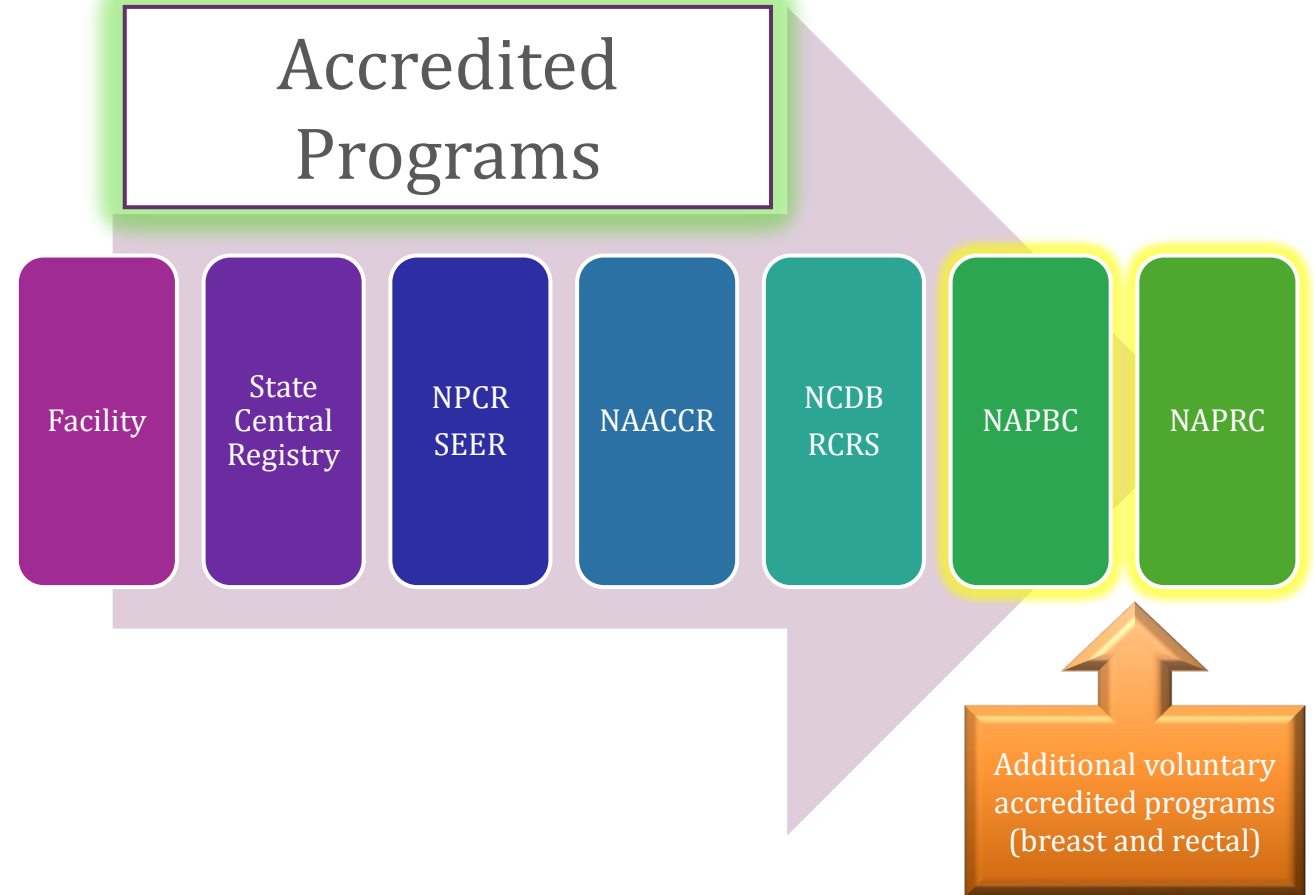 Accredited
Programs
Facility
State
Central
Registry
NPCR
SEER
NAACCR
NCDB
RCRS
NAPBC
NAPRC
Additional voluntary
accredited programs
(breast and rectal)